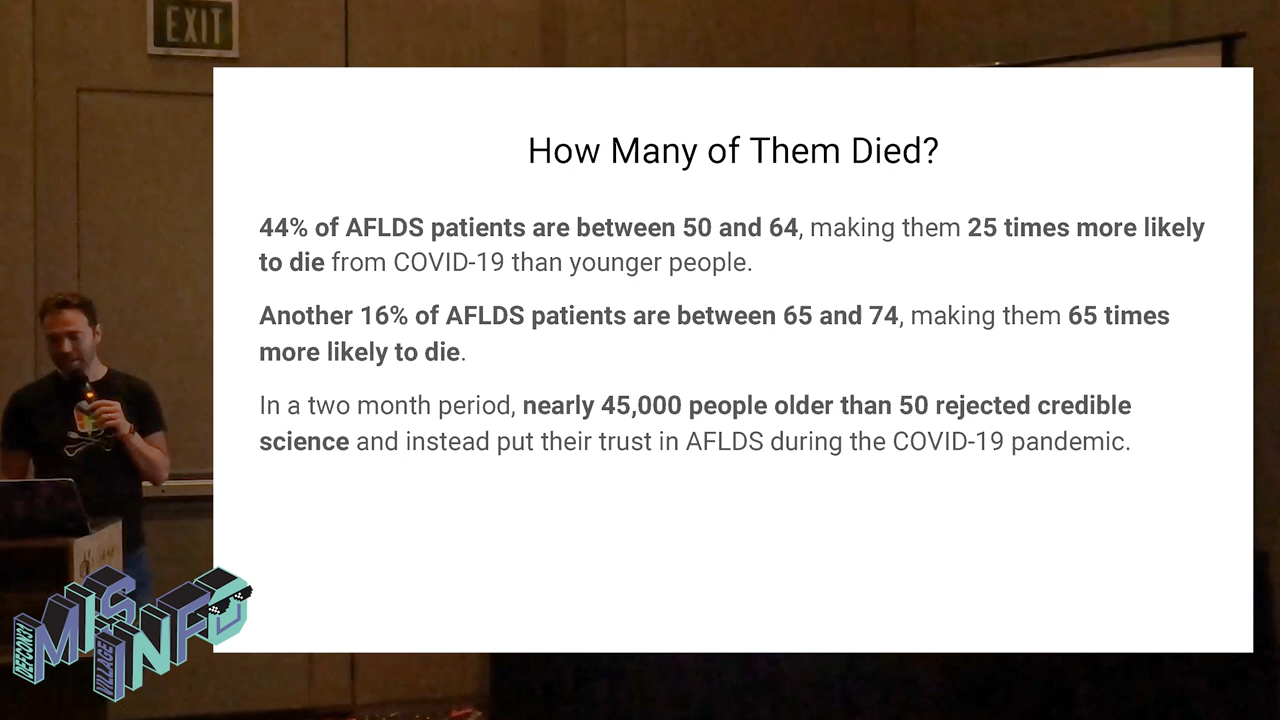 EXIT
How Many of Them Died?
44% of AFLDS patients are between 50 and 64, making them 25 times more likely
to die from COVID-19 than younger people.
Another 16% of AFLDS patients are between 65 and 74, making them 65 times
more likely to die.
In a two month period, nearly 45,000 people older than 50 rejected credible
science and instead put their trust in AFLDS during the COVID-19 pandemic.
DEFCON31
MIS
VILLAGE
INFO